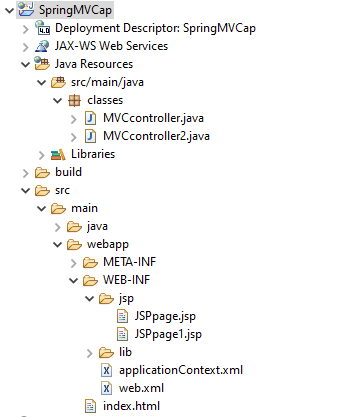 SpringMVCap
4.0 Deployment Descriptor: SpringMVCap
JAX-WS Web Services
Java Resources
src/main/java
classes
J MVCcontroller.java
J MVCcontroller2.java
Libraries
build
src
main
java
webapp
META-INF
WEB-INF
jsp
JSPpage.jsp
JSPpage1.jsp
lib
X applicationContext.xml
X web.xml
index.html